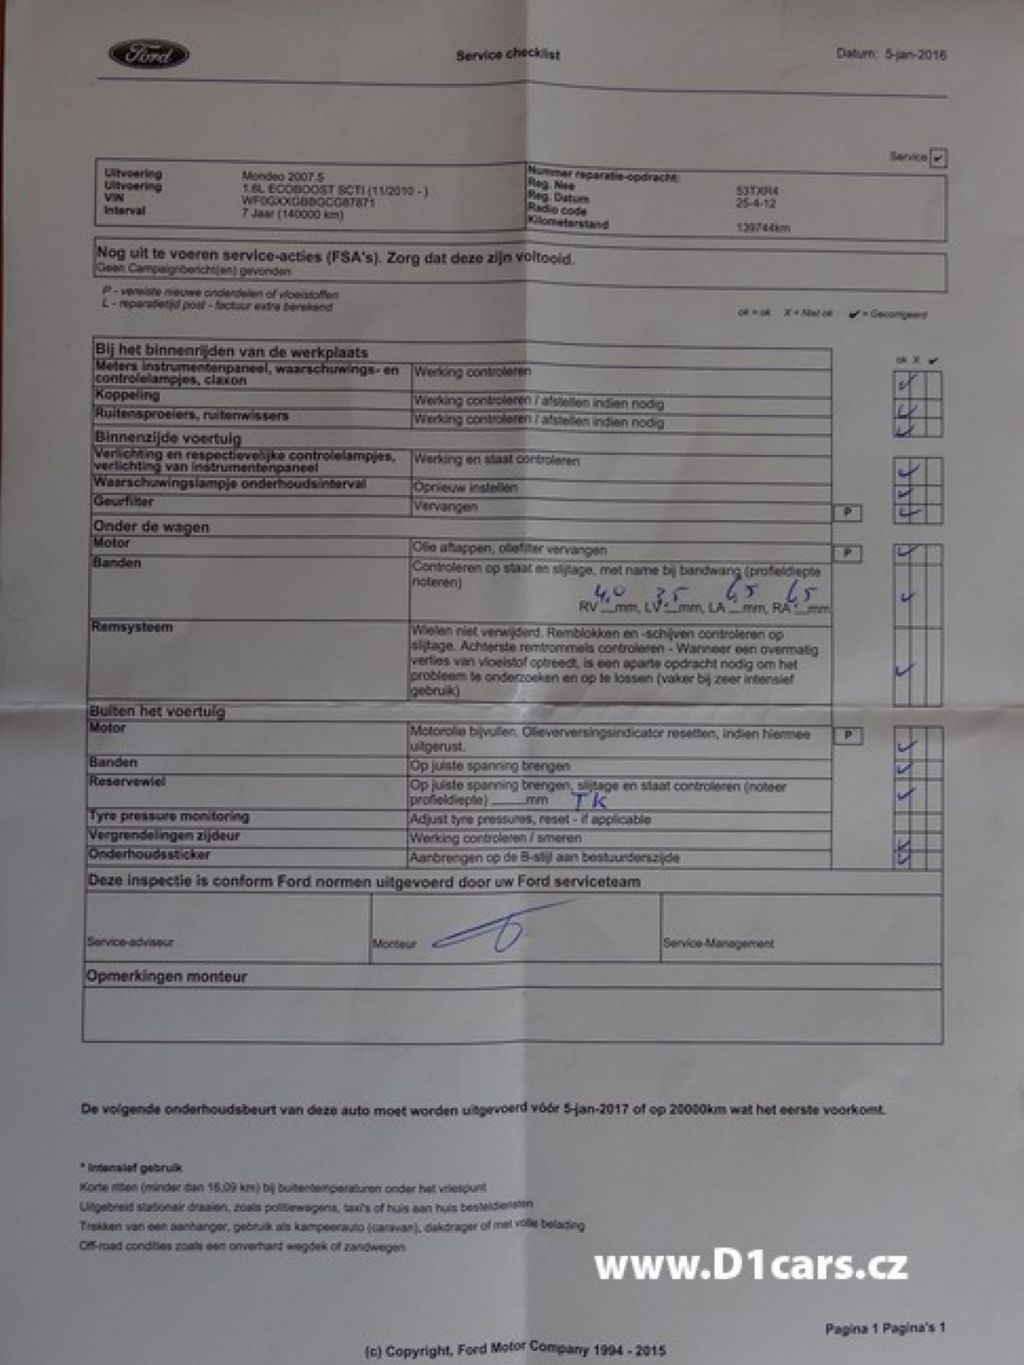 Ford
Service checklist
Datum: 5-jan-2016
Service
Uitvoering Mondeo 2007.5
Uitvoering 1.6L ECOBOOST SCTI (11/2010 - )
VIN WF0GXXGBBGCG87871
Interval 7 Jaar (140000 km)
Nummer reparatie-opdracht:
Reg. Nee 53TXR4
Reg. Datum 25-4-12
Radio code
Kilometerstand 139744km
Nog uit te voeren service-acties (FSA's). Zorg dat deze zijn voltooid.
Geen Campagnbericht(en) gevonden
P - vereiste nieuwe onderdelen of vloeistoffen
L - reparatietijd post - factuur extra berekend
ok = ok X = Niet ok ✔ = Gecorrigeerd
Bij het binnenrijden van de werkplaats
ok X ✔
Meters instrumentenpaneel, waarschuwings- en controlelampjes, claxon Werking controleren
Koppeling Werking controleren / afstellen indien nodig
Ruitensproeiers, ruitenwissers Werking controleren / afstellen indien nodig
Binnenzijde voertuig
Verlichting en respectievelijke controlelampjes, verlichting van instrumentenpaneel Werking en staat controleren
Waarschuwingslampje onderhoudsinterval Opnieuw instellen
Geurfilter Vervangen P
Onder de wagen
Motor Olie aftappen, oliefilter vervangen P
Banden Controleren op staat en slijtage, met name bij bandwang (profieldiepte
noteren)
RV 4,0 mm, LV 3,5 mm, LA 6,5 mm, RA 6,5 mm
Remsysteem Wielen niet verwijderd. Remblokken en -schijven controleren op
slijtage. Achterste remtrommels controleren - Wanneer een overmatig
verlies van vloeistof optreedt, is een aparte opdracht nodig om het
probleem te onderzoeken en op te lossen (vaker bij zeer intensief
gebruik)
Buiten het voertuig
Motor Motorolie bijvullen. Olieverversingsindicator resetten, indien hiermee P
uitgerust.
Banden Op juiste spanning brengen
Reservewiel Op juiste spanning brengen, slijtage en staat controleren (noteer
profieldiepte) ____mm TK
Tyre pressure monitoring Adjust tyre pressures, reset - if applicable
Vergrendelingen zijdeur Werking controleren / smeren
Onderhoudssticker Aanbrengen op de B-stijl aan bestuurderszijde
Deze inspectie is conform Ford normen uitgevoerd door uw Ford serviceteam
Service-adviseur Monteur Service-Management
Opmerkingen monteur
De volgende onderhoudsbeurt van deze auto moet worden uitgevoerd vóór 5-jan-2017 of op 20000km wat het eerste voorkomt.
* Intensief gebruik
Korte ritten (minder dan 16,09 km) bij buitentemperaturen onder het vriespunt
Uitgebreid stationair draaien, zoals politiewagens, taxi's of huis aan huis besteldiensten
Trekken van een aanhanger, gebruik als kampeerauto (caravan), dakdrager of met volle belading
Off-road condities zoals een onverhard wegdek of zandwegen
www.D1cars.cz
Pagina 1 Pagina's 1
(c) Copyright, Ford Motor Company 1994 - 2015